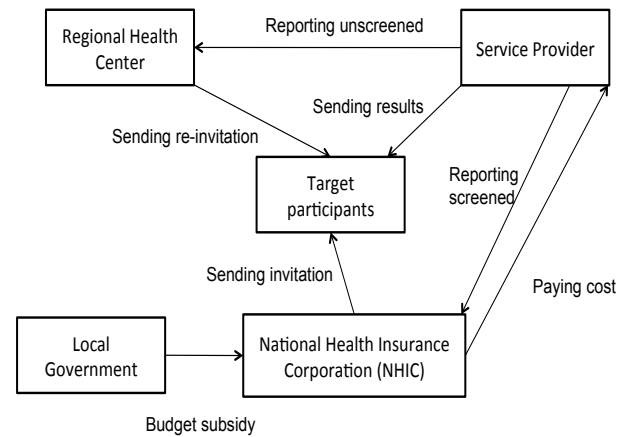 Reporting unscreened
Regional Health
Center
Service Provider
Sending results
Sending re-invitation
Target
participants
Reporting
screened
Sending invitation
Paying cost
Local
Government
National Health Insurance
Corporation (NHIC)
Budget subsidy